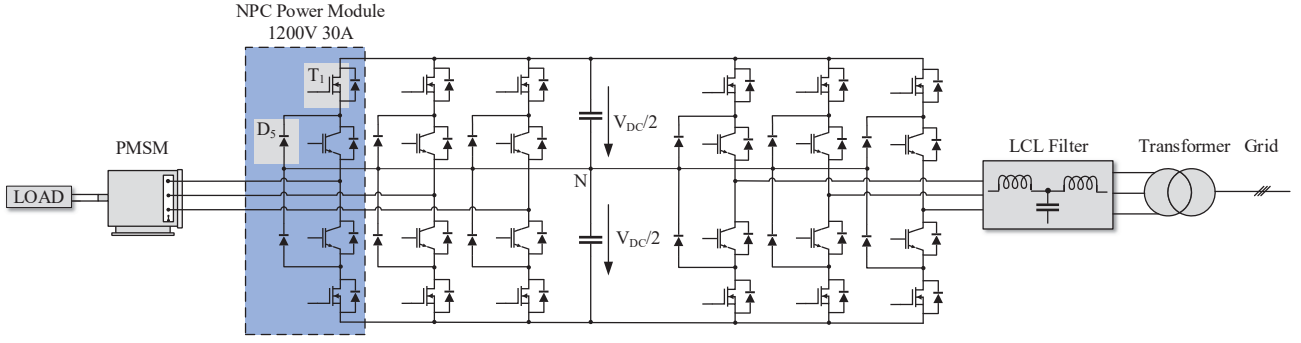 NPC Power Module
1200V 30A
T1
D5
PMSM
LOAD
VDC/2
N
VDC/2
LCL Filter
Transformer
Grid